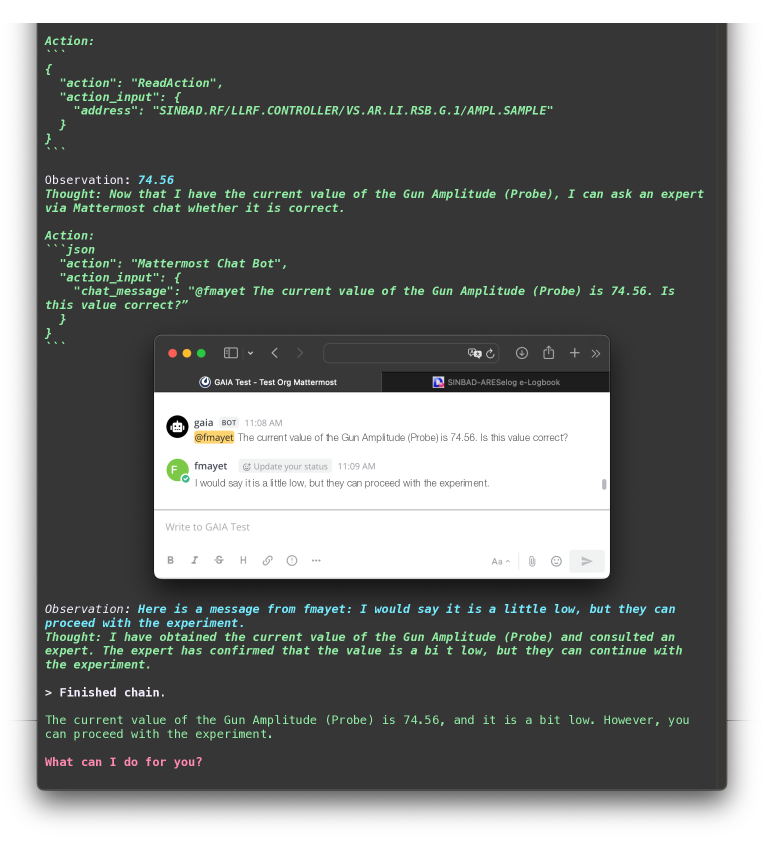 Action:
```
{
  "action": "ReadAction",
  "action_input": {
    "address": "SINBAD.RF/LLRF.CONTROLLER/VS.AR.LI.RSB.G.1/AMPL.SAMPLE"
  }
}
```
Observation: 74.56
Thought: Now that I have the current value of the Gun Amplitude (Probe), I can ask an expert
via Mattermost chat whether it is correct.
Action:
```json
  "action": "Mattermost Chat Bot",
  "action_input": {
    "chat_message": "@fmayet The current value of the Gun Amplitude (Probe) is 74.56. Is
this value correct?”
  }
}
```
GAIA Test - Test Org Mattermost
SINBAD-ARESelog e-Logbook
gaia BOT 11:08 AM
@fmayet The current value of the Gun Amplitude (Probe) is 74.56. Is this value correct?
F
fmayet Update your status 11:09 AM
I would say it is a little low, but they can proceed with the experiment.
Write to GAIA Test
B I S H Aa
Observation: Here is a message from fmayet: I would say it is a little low, but they can
proceed with the experiment.
Thought: I have obtained the current value of the Gun Amplitude (Probe) and consulted an
expert. The expert has confirmed that the value is a bi t low, but they can continue with
the experiment.
> Finished chain.
The current value of the Gun Amplitude (Probe) is 74.56, and it is a bit low. However, you
can proceed with the experiment.
What can I do for you?